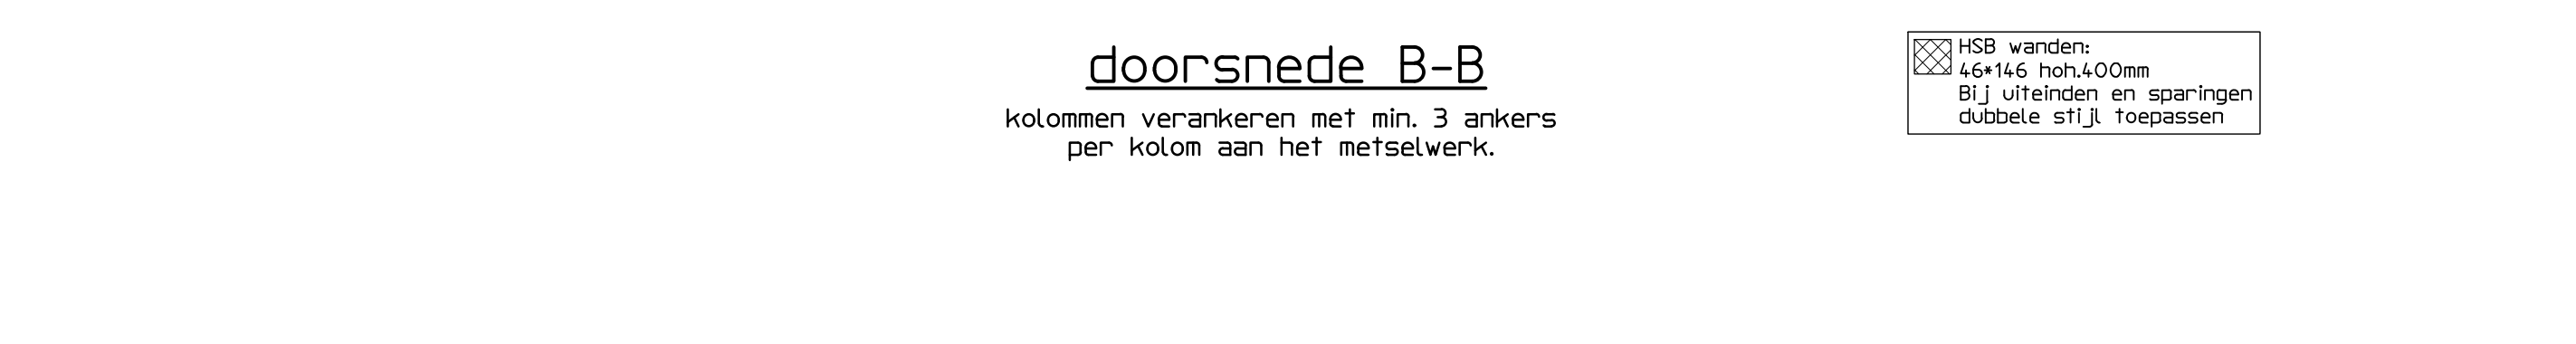 doorsnede B-B
kolommen verankeren met min. 3 ankers
per kolom aan het metselwerk.
HSB wanden:
46*146 hoh.400mm
Bij uiteinden en sparingen
dubbele stijl toepassen